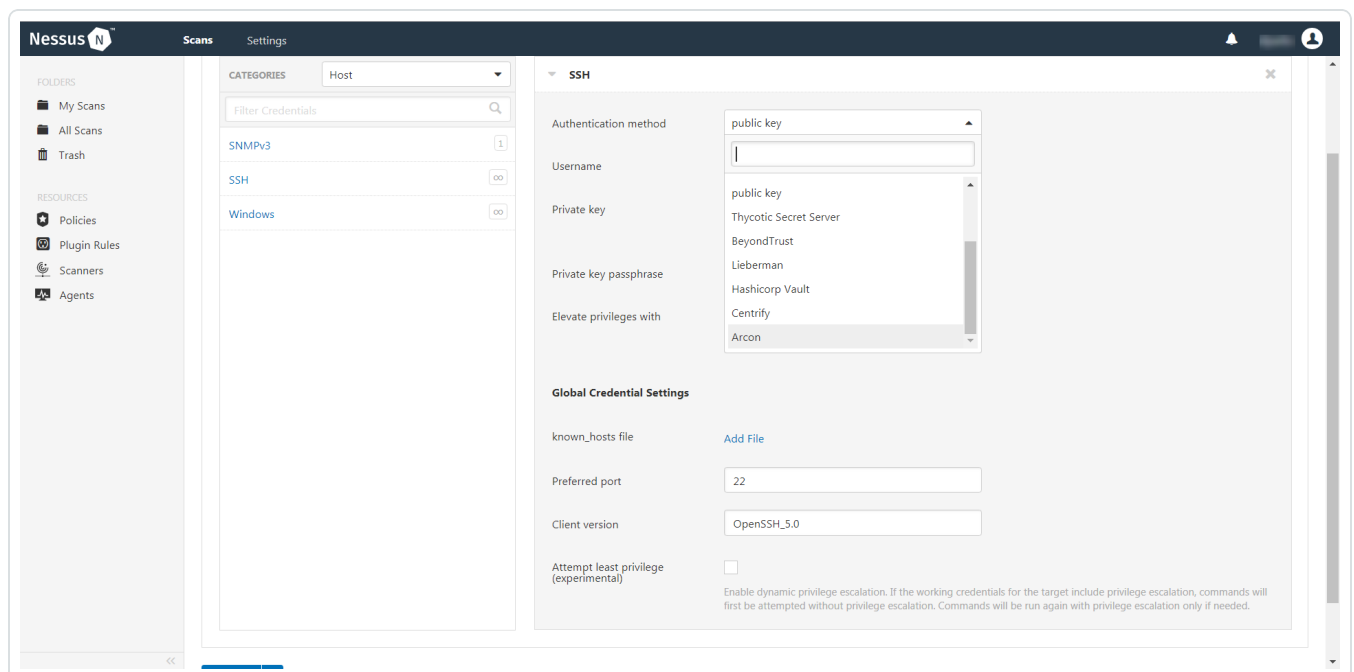 Nessus N
Scans
Settings
FOLDERS
My Scans
All Scans
Trash
RESOURCES
Policies
Plugin Rules
Scanners
Agents
CATEGORIES
Host
Filter Credentials
SNMPv3
1
SSH
∞
Windows
∞
SSH
Authentication method
public key
Username
Private key
Private key passphrase
Elevate privileges with
public key
Thycotic Secret Server
BeyondTrust
Lieberman
Hashicorp Vault
Centrify
Arcon
Global Credential Settings
known_hosts file
Add File
Preferred port
22
Client version
OpenSSH_5.0
Attempt least privilege
(experimental)
Enable dynamic privilege escalation. If the working credentials for the target include privilege escalation, commands will
first be attempted without privilege escalation. Commands will be run again with privilege escalation only if needed.